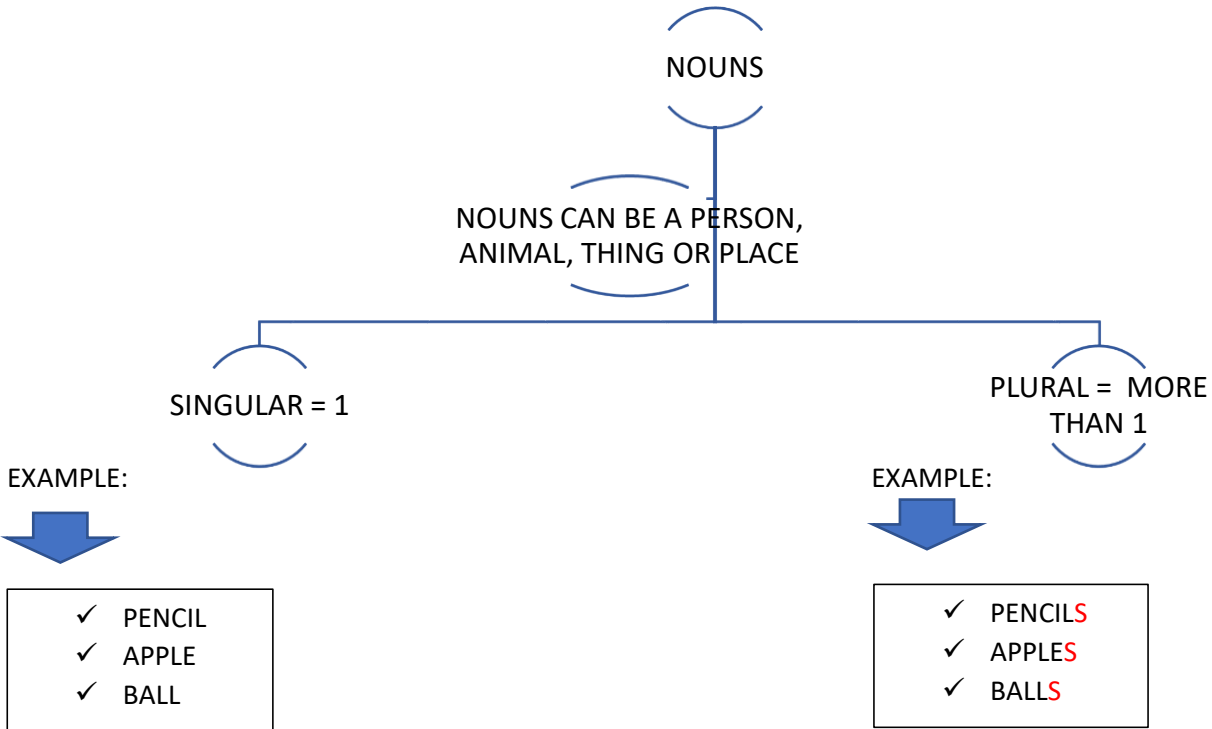 NOUNS
NOUNS CAN BE A PERSON,
ANIMAL, THING OR PLACE
SINGULAR = 1
PLURAL = MORE
THAN 1
EXAMPLE:
EXAMPLE:
✓ PENCIL
✓ APPLE
✓ BALL
✓ PENCILS
✓ APPLES
✓ BALLS